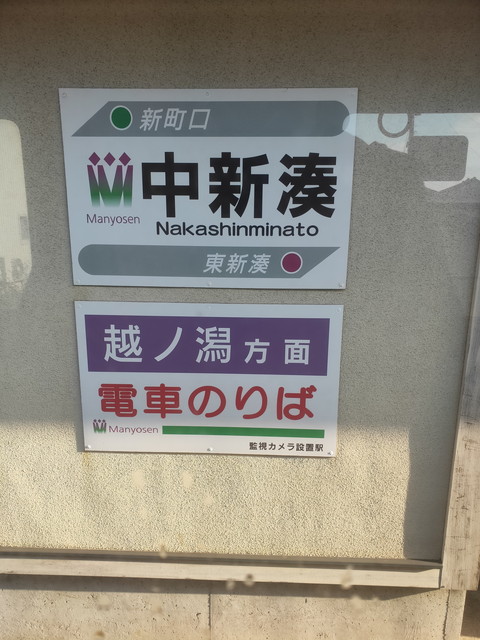 新町口
Manyosen
中新湊
Nakashinminato
東新湊
越ノ潟方面
電車のりば
Manyosen
監視カメラ設置駅